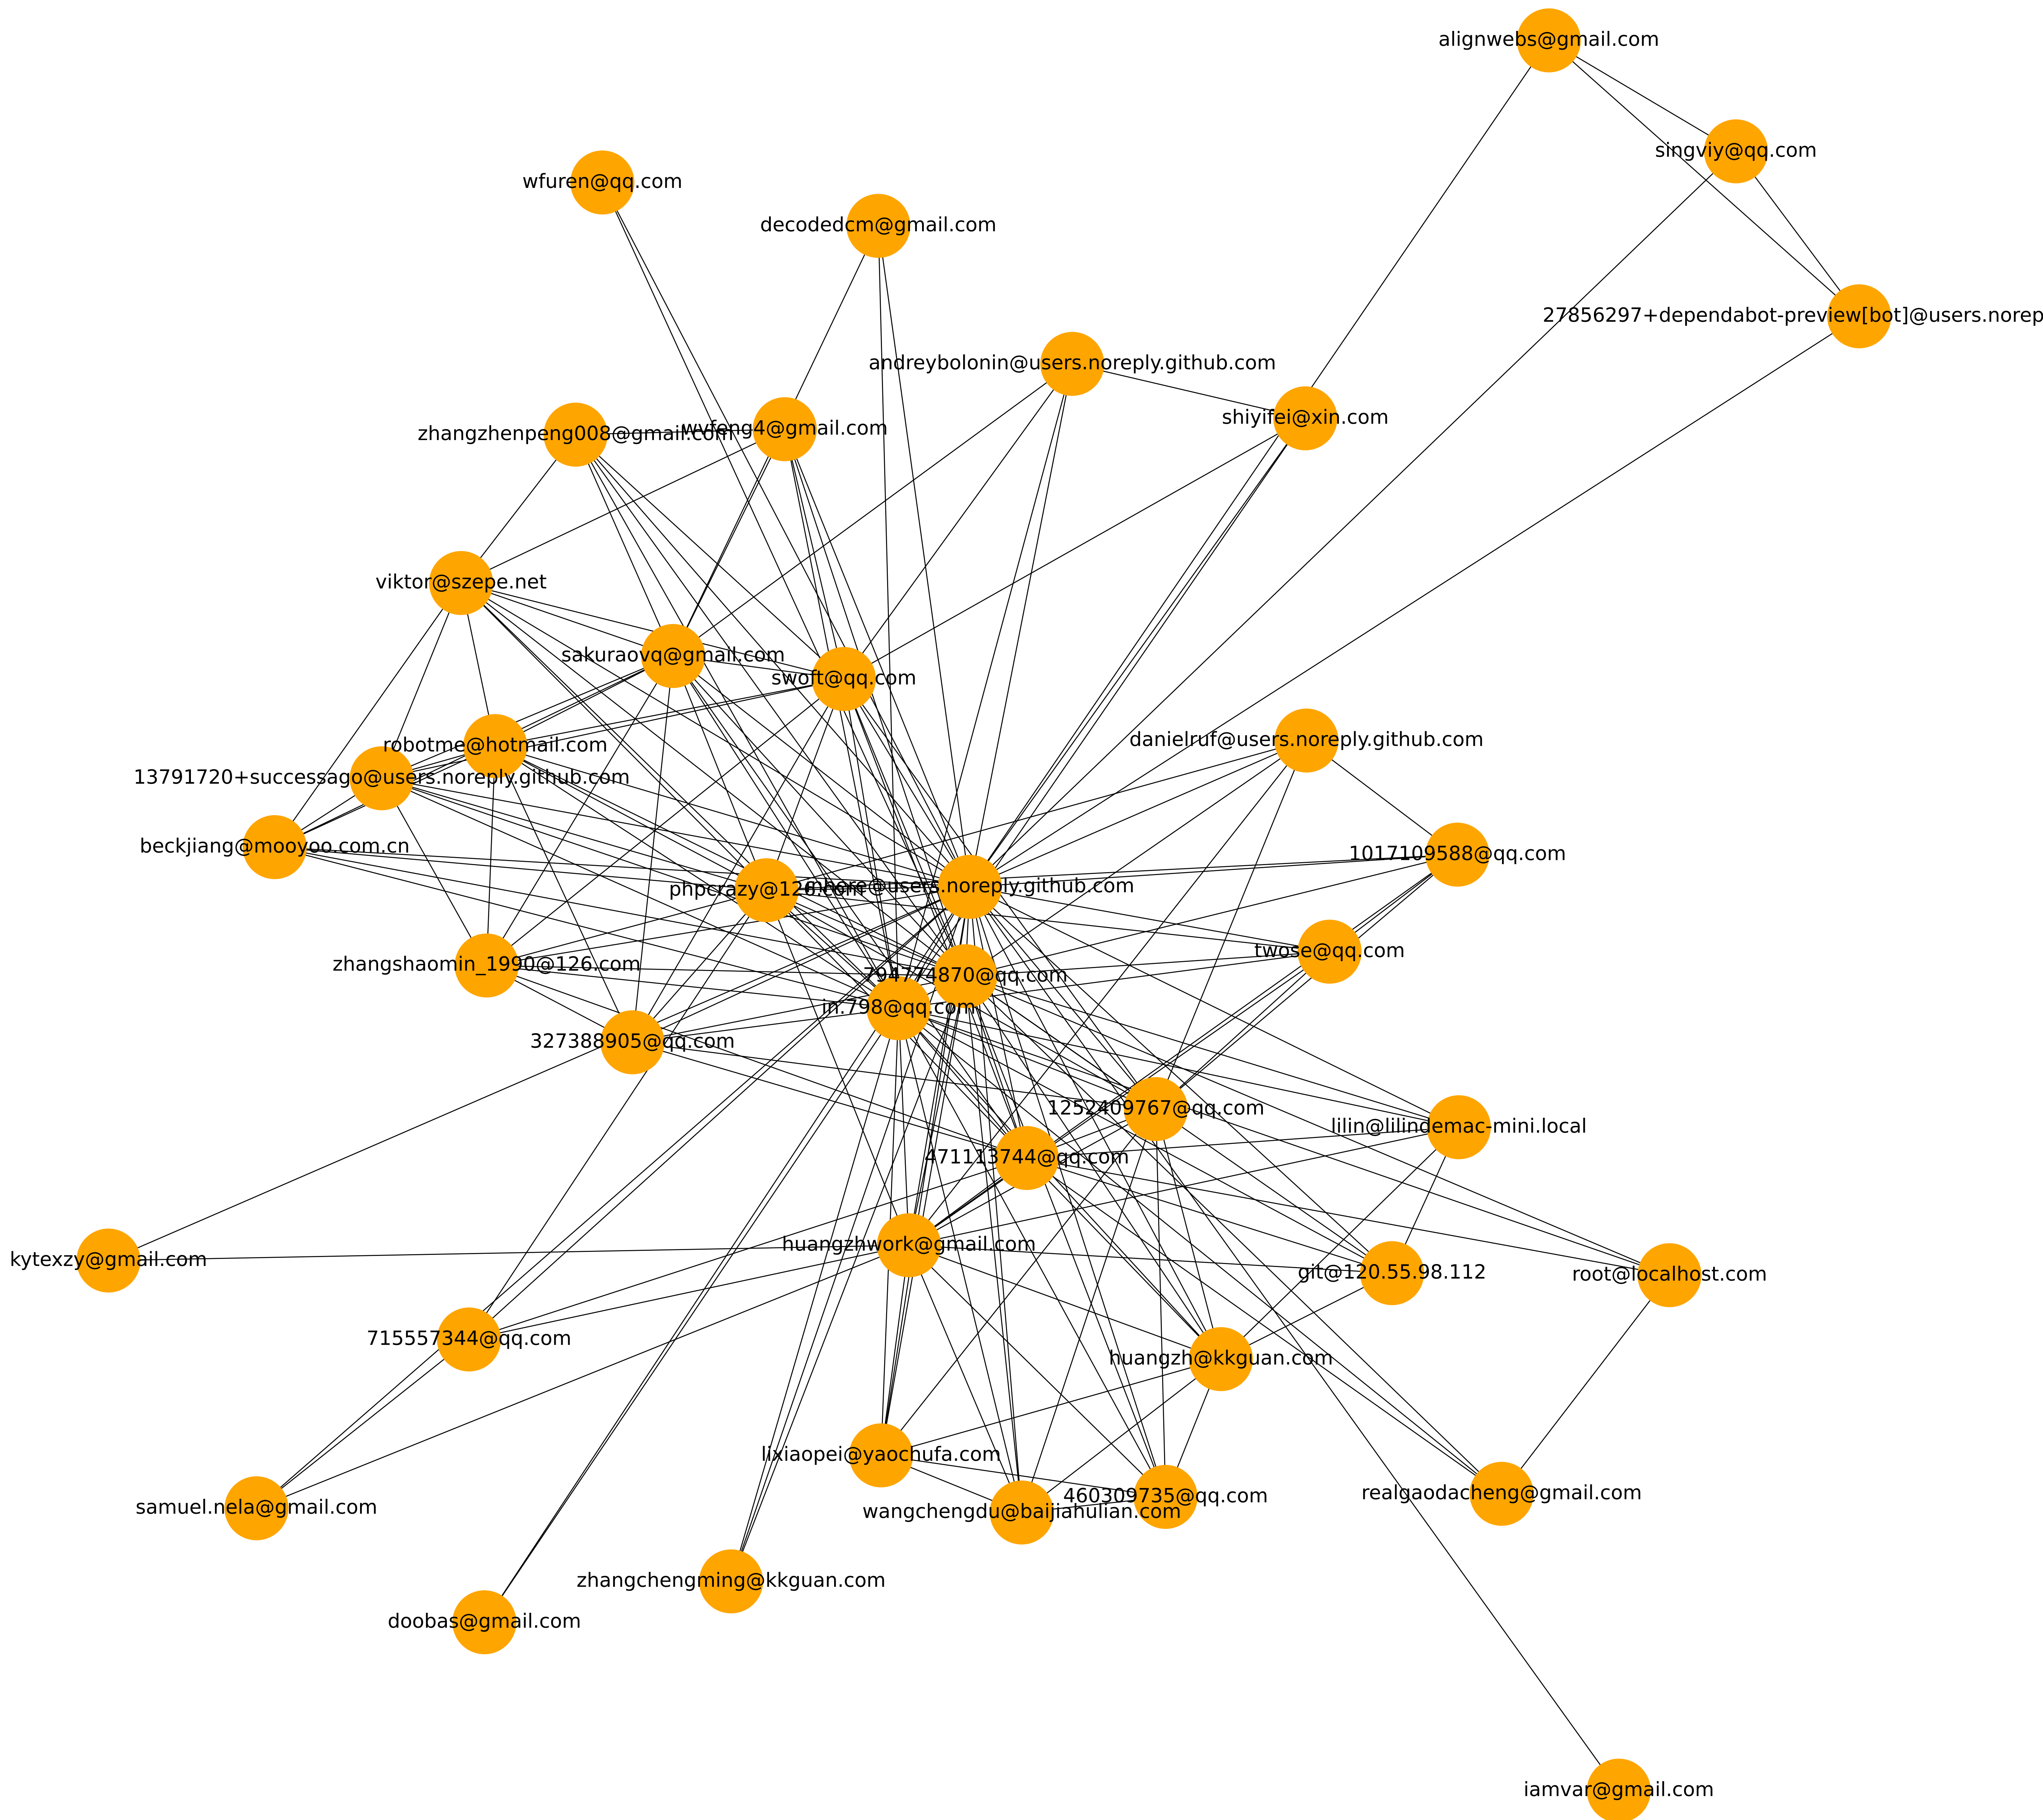 alignwebs@gmail.com
singviy@qq.com
wfuren@qq.com
decodedcm@gmail.com
27856297+dependabot-preview[bot]@users.norep
andreybolonin@users.noreply.github.com
shiyifei@xin.com
zhangzhenpeng008@gmail.com
wvfeng4@gmail.com
viktor@szepe.net
sakuraovq@gmail.com
swoft@qq.com
danielruf@users.noreply.github.com
robotme@hotmail.com
13791720+successago@users.noreply.github.com
beckjiang@mooyoo.com.cn
1017109588@qq.com
phpcrazy@126.com
inhere@users.noreply.github.com
twose@qq.com
zhangshaomin_1990@126.com
794774870@qq.com
in.798@qq.com
327388905@qq.com
1252409767@qq.com
lilin@lilindemac-mini.local
471113744@qq.com
huangzhwork@gmail.com
kytexzy@gmail.com
git@120.55.98.112
root@localhost.com
715557344@qq.com
huangzh@kkguan.com
lixiaopei@yaochufa.com
460309735@qq.com
realgaodacheng@gmail.com
samuel.nela@gmail.com
wangchengdu@baijiahulian.com
zhangchengming@kkguan.com
doobas@gmail.com
iamvar@gmail.com